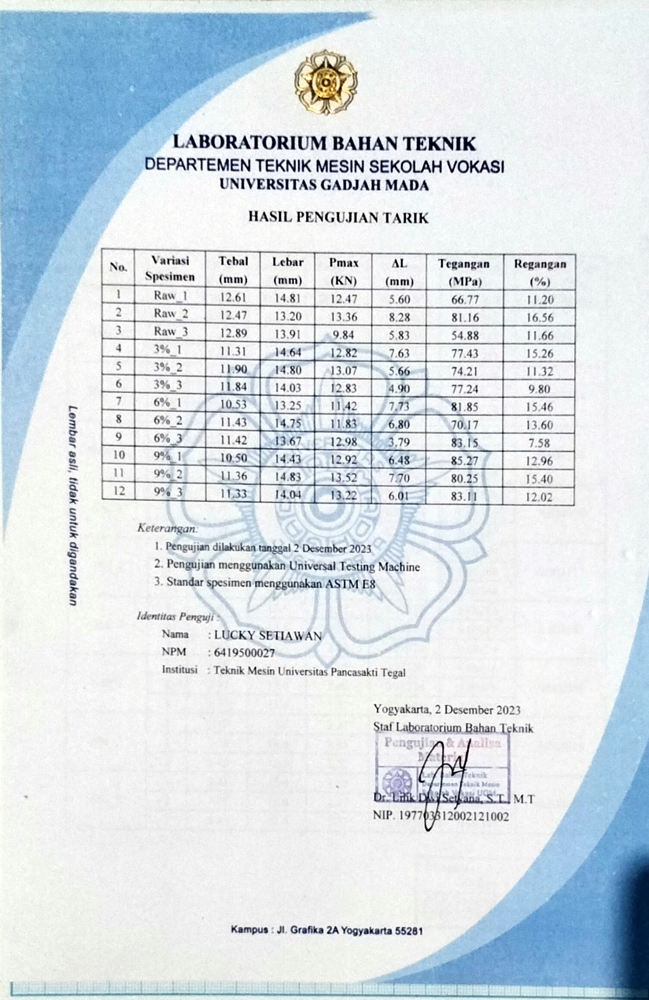 LABORATORIUM BAHAN TEKNIK
DEPARTEMEN TEKNIK MESIN SEKOLAH VOKASI
UNIVERSITAS GADJAH MADA
HASIL PENGUJIAN TARIK
No. Variasi Spesimen Tebal (mm) Lebar (mm) Pmax (KN) ΔL (mm) Tegangan (MPa) Regangan (%)
1 Raw_1 12.61 14.81 12.47 5.60 66.77 11.20
2 Raw_2 12.47 13.20 13.36 8.28 81.16 16.56
3 Raw_3 12.89 13.91 9.84 5.83 54.88 11.66
4 3%_1 11.31 14.64 12.82 7.63 77.43 15.26
5 3%_2 11.90 14.80 13.07 5.66 74.21 11.32
6 3%_3 11.84 14.03 12.83 4.90 77.24 9.80
7 6%_1 10.53 13.25 11.42 7.73 81.85 15.46
8 6%_2 11.43 14.75 11.83 6.80 70.17 13.60
9 6%_3 11.42 13.67 12.98 3.79 83.15 7.58
10 9%_1 10.50 14.43 12.92 6.48 85.27 12.96
11 9%_2 11.36 14.83 13.52 7.70 80.25 15.40
12 9%_3 11.33 14.04 13.22 6.01 83.11 12.02
Lembar asli, tidak untuk digandakan
Keterangan:
1. Pengujian dilakukan tanggal 2 Desember 2023
2. Pengujian menggunakan Universal Testing Machine
3. Standar spesimen menggunakan ASTM E8
Identitas Penguji :
Nama : LUCKY SETIAWAN
NPM : 6419500027
Institusi : Teknik Mesin Universitas Pancasakti Tegal
Yogyakarta, 2 Desember 2023
Staf Laboratorium Bahan Teknik
Pengujian & Analisa
Material
Lab. Bahan Teknik
Departemen Teknik Mesin
Sekolah Vokasi UGM
Dr. Lilik Dwi Setyana, S.T., M.T
NIP. 197703312002121002
Kampus : Jl. Grafika 2A Yogyakarta 55281